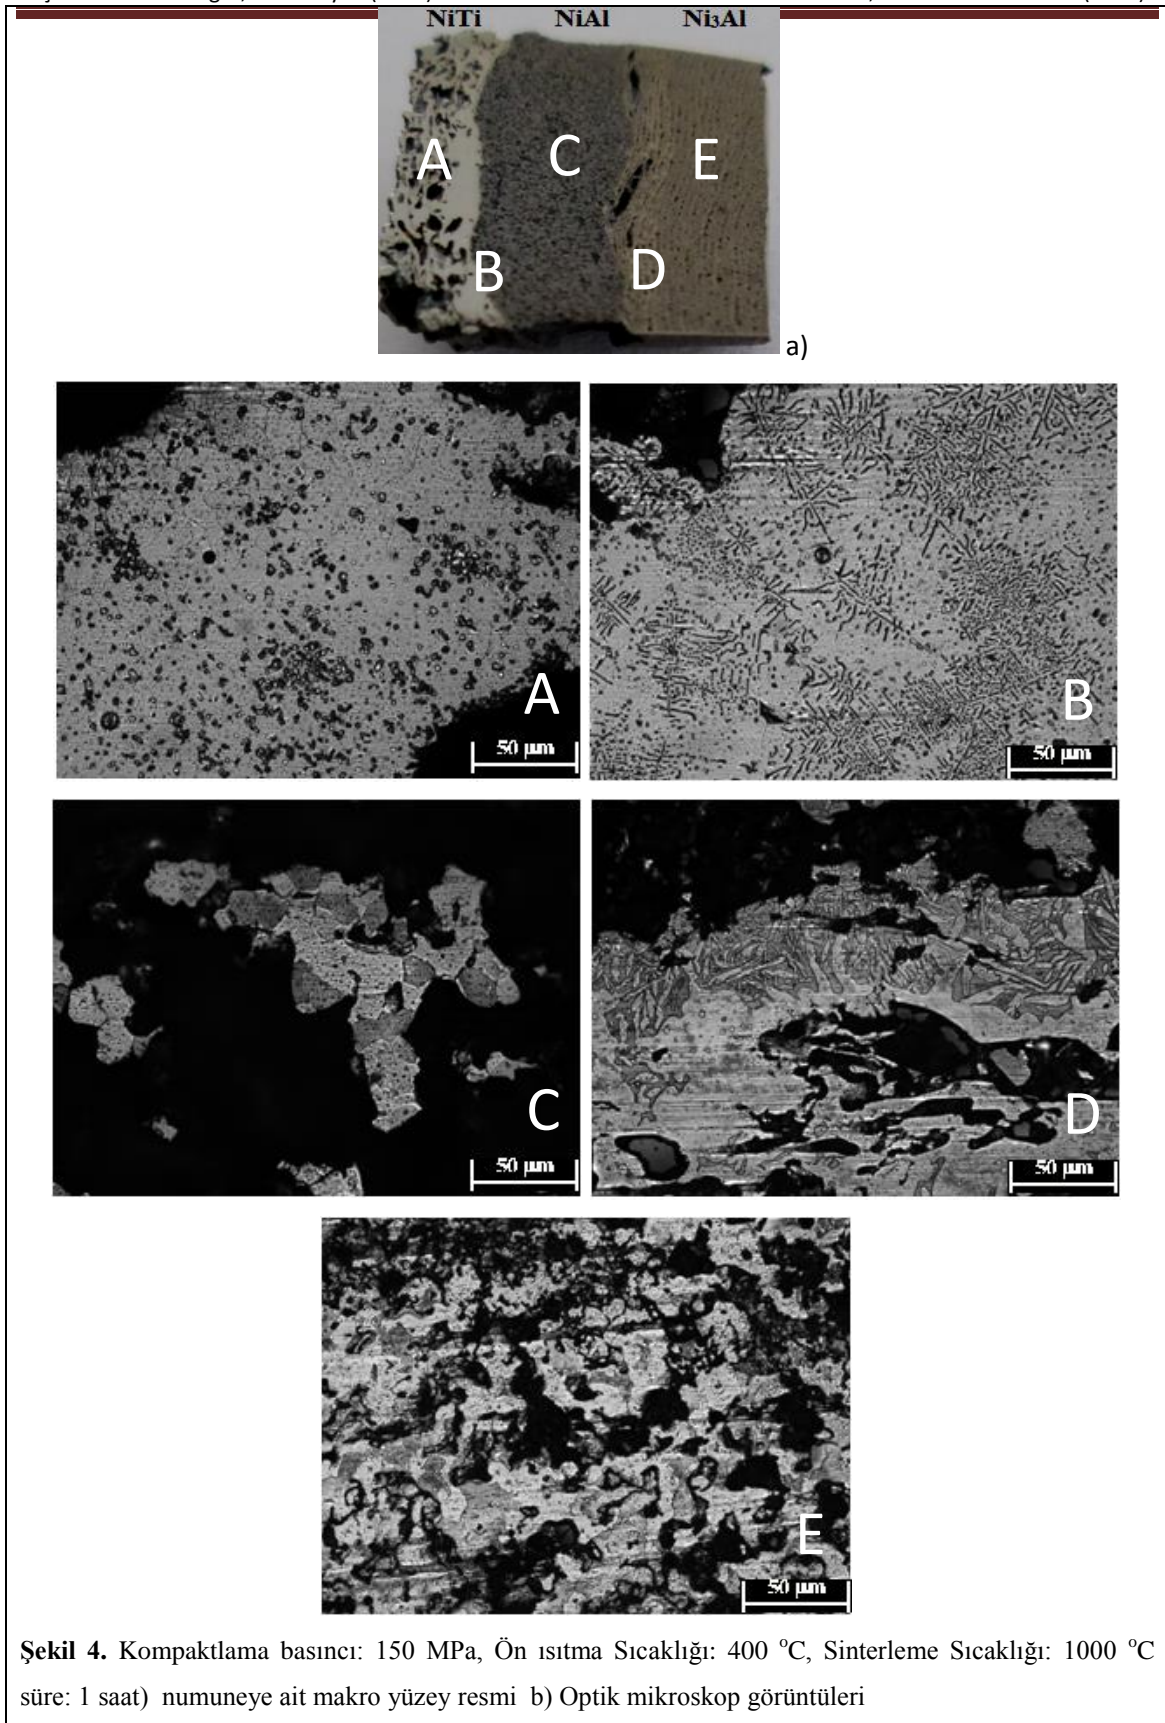 NiTi NiAl Ni₃Al
A
C
E
B
D
a)
A
50 µm
B
50 µm
C
50 µm
D
50 µm
E
50 µm
Şekil 4. Kompaktlama basıncı: 150 MPa, Ön ısıtma Sıcaklığı: 400 °C, Sinterleme Sıcaklığı: 1000 °C
süre: 1 saat) numuneye ait makro yüzey resmi b) Optik mikroskop görüntüleri